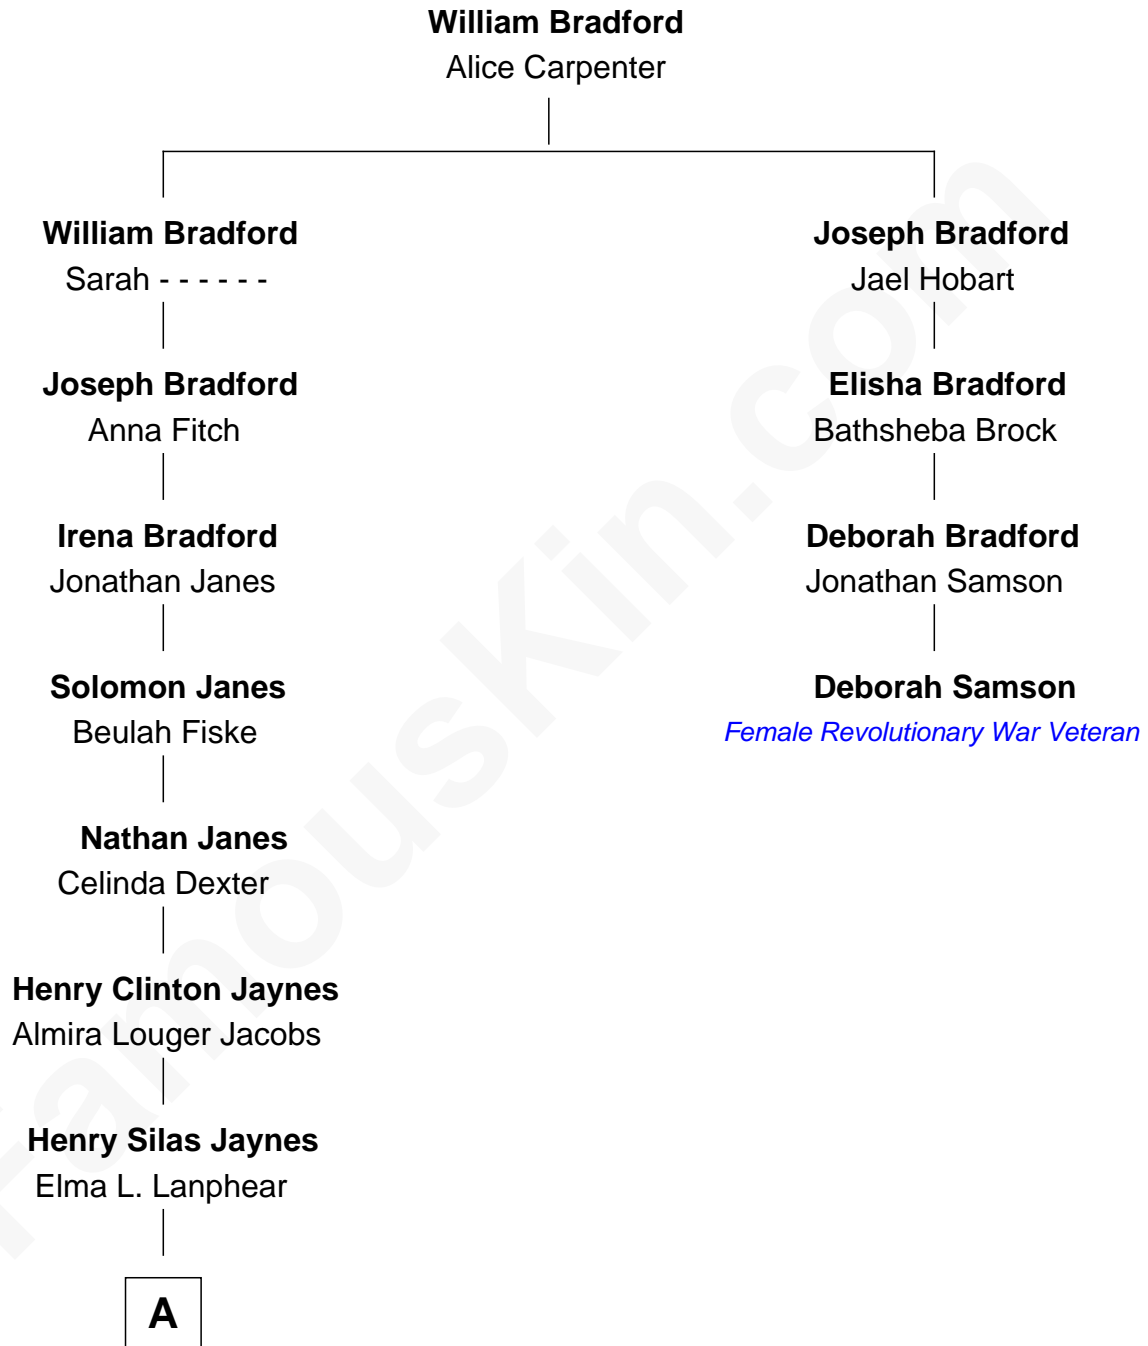 William Bradford
Alice Carpenter
William Bradford
Sarah - - - - - -
Joseph Bradford
Jael Hobart
Joseph Bradford
Anna Fitch
Elisha Bradford
Bathsheba Brock
Irena Bradford
Jonathan Janes
Deborah Bradford
Jonathan Samson
Solomon Janes
Beulah Fiske
Deborah Samson
Female Revolutionary War Veteran
Nathan Janes
Celinda Dexter
Henry Clinton Jaynes
Almira Louger Jacobs
Henry Silas Jaynes
Elma L. Lanphear
A
FamousKin.com